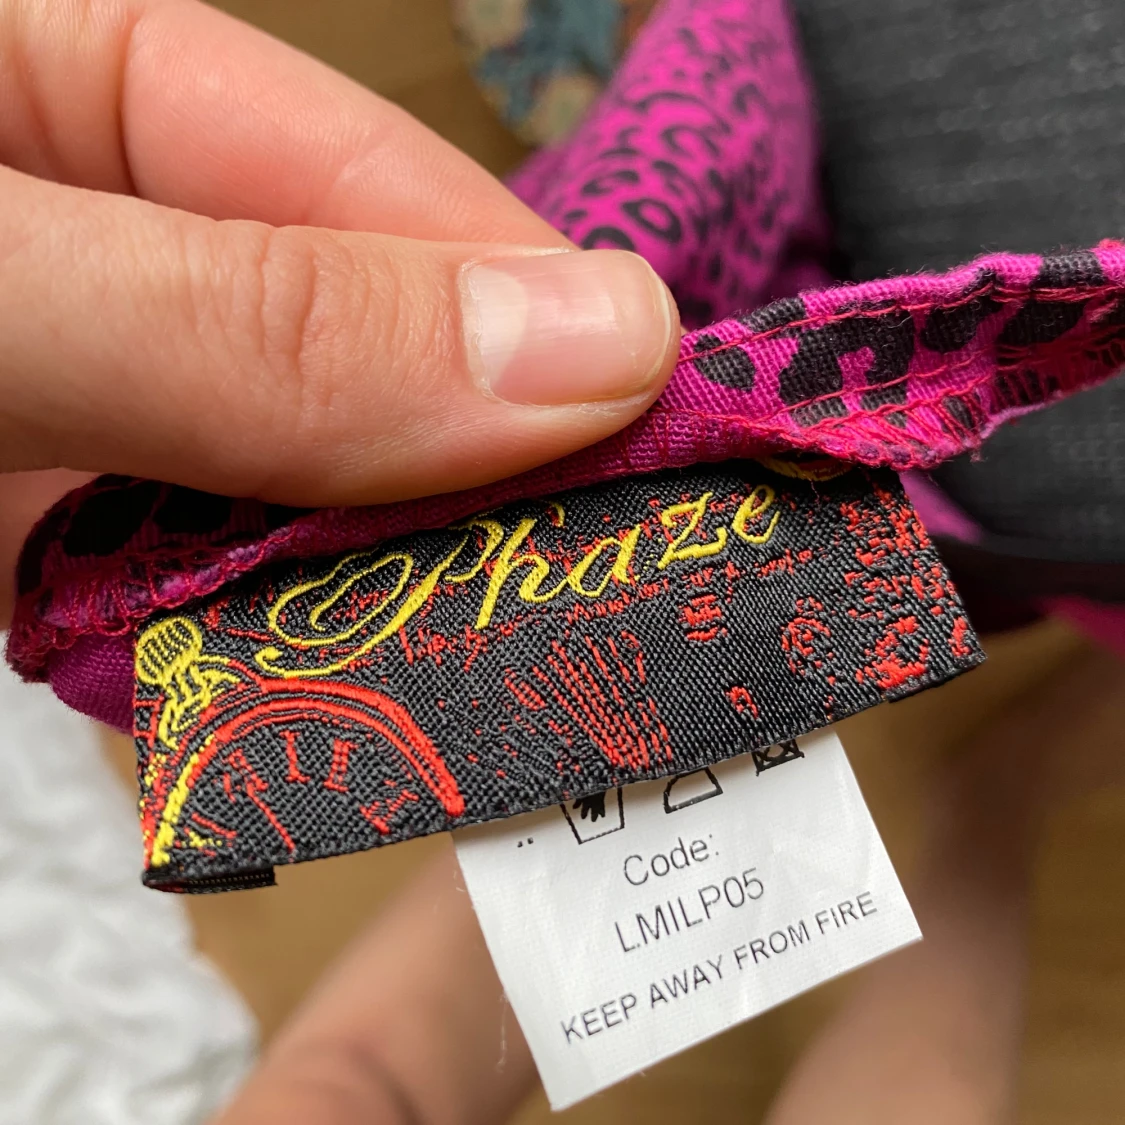 Phaze
Code:
LMILP05
KEEP AWAY FROM FIRE